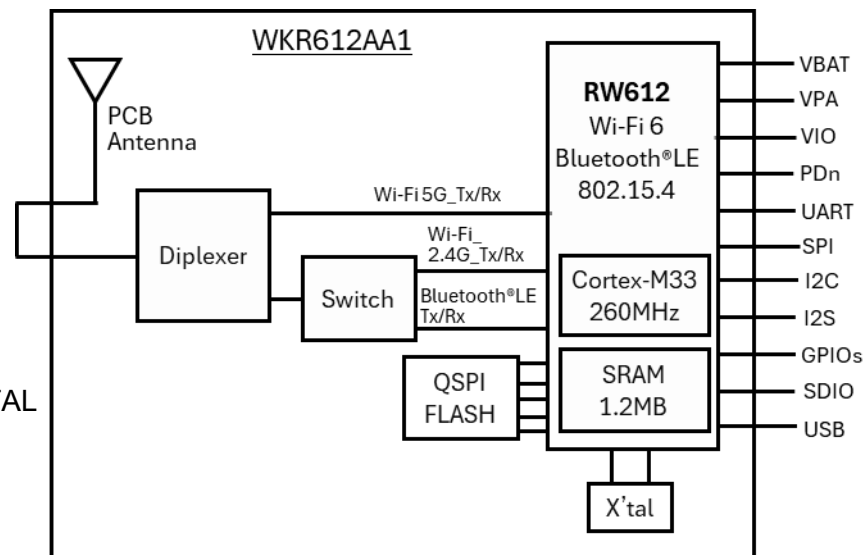 WKR612AA1
PCB
Antenna
Diplexer
Switch
Wi-Fi 5G_Tx/Rx
Wi-Fi_
2.4G_Tx/Rx
Bluetooth®LE
Tx/Rx
QSPI
FLASH
RW612
Wi-Fi 6
Bluetooth®LE
802.15.4
Cortex-M33
260MHz
SRAM
1.2MB
X'tal
VBAT
VPA
VIO
PDn
UART
SPI
I2C
I2S
GPIOs
SDIO
USB